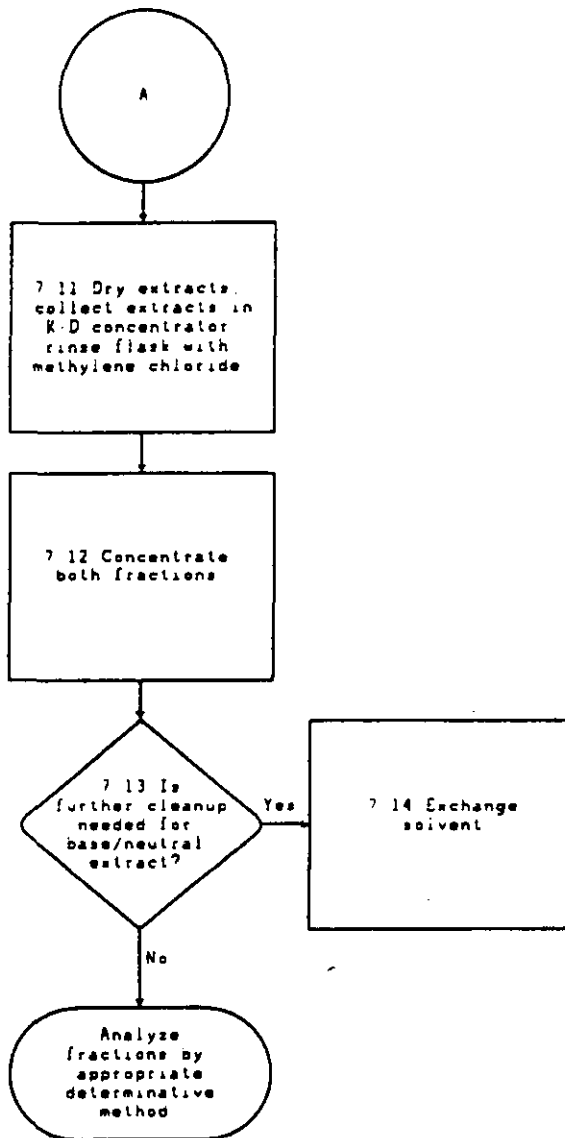 A
7 11 Dry extracts,
collect extracts in
K-D concentrator
rinse flask with
methylene chloride
7 12 Concentrate
both fractions
7 13 Is
further cleanup
needed for
base/neutral
extract?
Yes
7 14 Exchange
solvent
No
Analyze
fractions by
appropriate
determinative
method